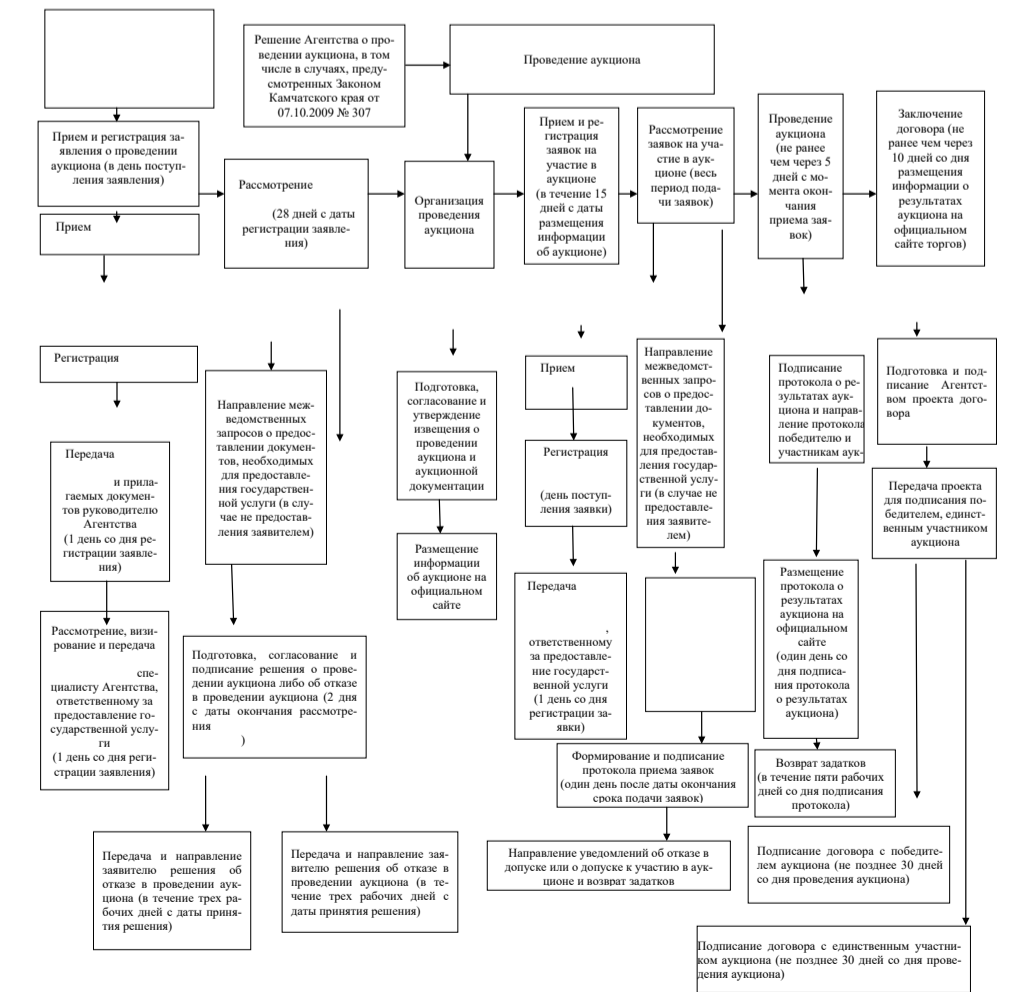 Решение Агентства о про-
ведении аукциона, в том
числе в случаях, преду-
смотренных Законом
Камчатского края от
07.10.2009 № 307
Проведение аукциона
Прием и регистрация за-
явления о проведении
аукциона (в день поступ-
ления заявления)
Прием
Рассмотрение
(28 дней с даты
регистрации заявле-
ния)
Организация
проведения
аукциона
Прием и ре-
гистрация
заявок на
участие в
аукционе
(в течение 15
дней с даты
размещения
информации
об аукционе)
Рассмотрение
заявок на уча-
стие в аук-
ционе (весь
период пода-
чи заявок)
Проведение
аукциона
(не ранее
чем через 5
дней с мо-
мента окон-
чания
приема зая-
вок)
Заключение
договора (не
ранее чем через
10 дней со дня
размещения
информации о
результатах
аукциона на
официальном
сайте торгов)
Регистрация
Передача
и прила-
гаемых докумен-
тов руководителю
Агентства
(1 день со дня ре-
гистрации заявле-
ния)
Рассмотрение, визи-
рование и передача
спе-
циалисту Агентства,
ответственному за
предоставление го-
сударственной услу-
ги
(1 день со дня реги-
страции заявления)
Направление меж-
ведомственных
запросов о предос-
тавлении докумен-
тов, необходимых
для предоставле-
ния государствен-
ной услуги (в слу-
чае не предостав-
ления заявителем)
Подготовка, согласование и
подписание решения о прове-
дении аукциона либо об отказе
в проведении аукциона (2 дня
с даты окончания рассмотре-
ния
)
Передача и направление
заявителю решения об
отказе в проведении аук-
циона (в течение трех ра-
бочих дней с даты приня-
тия решения)
Передача и направление зая-
вителю решения об отказе в
проведении аукциона (в те-
чение трех рабочих дней с
даты принятия решения)
Подготовка,
согласование и
утверждение
извещения о
проведении
аукциона и
аукционной
документации
Размещение
информации
об аукционе на
официальном
сайте
Прием
Регистрация
(день поступ-
ления заявки)
Передача
,
ответственному
за предоставле-
ние государст-
венной услуги
(1 день со дня
регистрации за-
явки)
Направление
межведомст-
венных запро-
сов о предо-
ставлении до-
кументов,
необходимых
для предостав-
ления государ-
ственной услу-
ги (в случае не
предоставле-
ния заявите-
лем)
Формирование и подписание
протокола приема заявок
(один день после даты окончания
срока подачи заявок)
Направление уведомлений об отказе в
допуске или о допуске к участию в аук-
ционе и возврат задатков
Подписание
протокола о ре-
зультатах аук-
циона и направ-
ление протокола
победителю и
участникам аук-
Размещение
протокола о
результатах
аукциона на
официальном
сайте
(один день со
дня подписа-
ния протокола
о результатах
аукциона)
Возврат задатков
(в течение пяти рабочих
дней со дня подписания
протокола)
Подготовка и под-
писание Агентст-
вом проекта дого-
вора
Передача проекта
для подписания по-
бедителем, единст-
венным участником
аукциона
Подписание договора с победите-
лем аукциона (не позднее 30 дней
со дня проведения аукциона)
Подписание договора с единственным участни-
ком аукциона (не позднее 30 дней со дня прове-
дения аукциона)